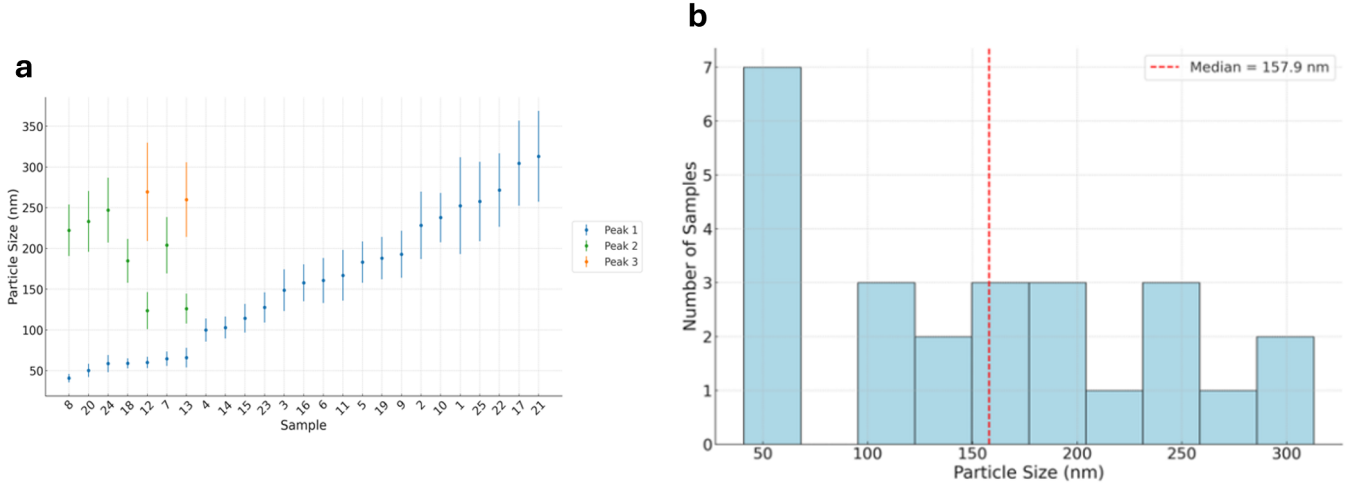 a
Particle Size (nm)
350
300
250
200
150
100
50
8 20 24 18 12 7 13 4 14 15 23 3 16 6 11 5 19 9 2 10 1 25 22 17 21
Sample
Peak 1
Peak 2
Peak 3
b
Number of Samples
7
6
5
4
3
2
1
0
50 100 150 200 250 300
Particle Size (nm)
Median = 157.9 nm